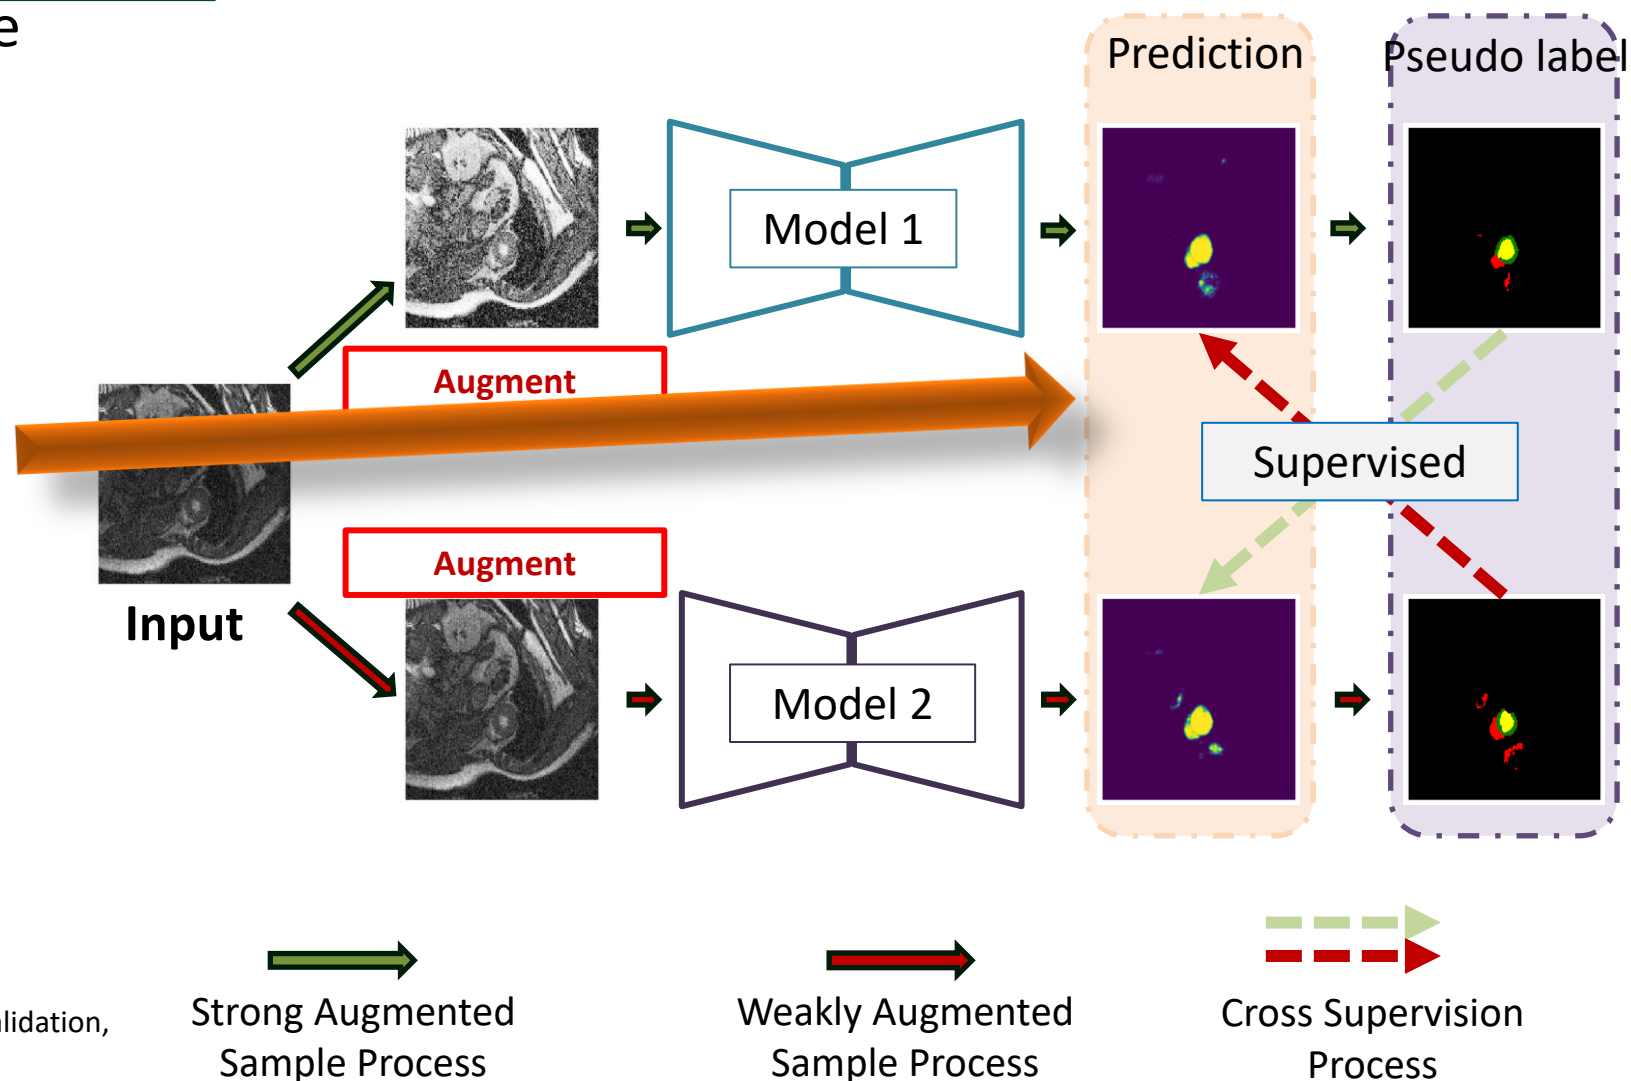 Prediction
Pseudo label
Model 1
Augment
Supervised
Augment
Input
Model 2
Strong Augmented
Sample Process
Weakly Augmented
Sample Process
Cross Supervision
Process